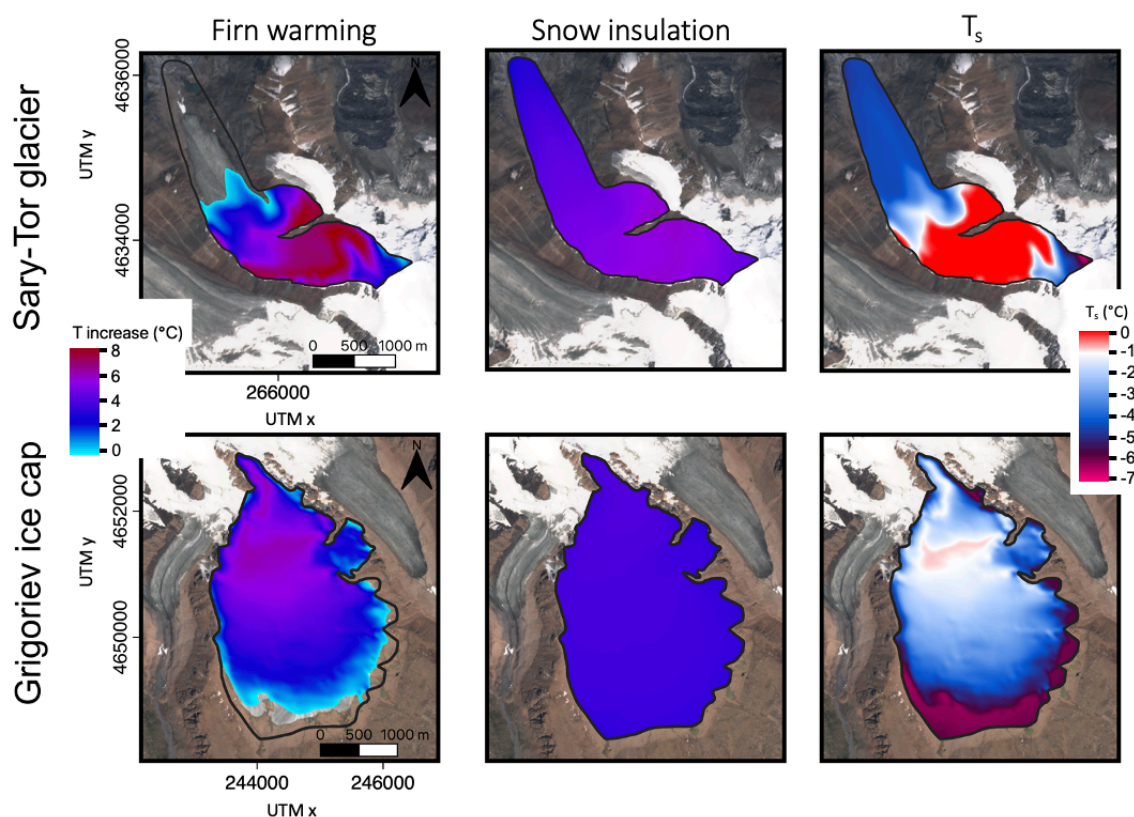 Firn warming
Snow insulation
Tₛ
Sary-Tor glacier
UTM y
4636000
4634000
N
T increase (°C)
8
6
4
2
0
0 500 1000 m
266000
UTM x
Tₛ (°C)
0
-1
-2
-3
-4
-5
-6
-7
Grigoriev ice cap
UTM y
4652000
4650000
N
0 500 1000 m
244000 246000
UTM x